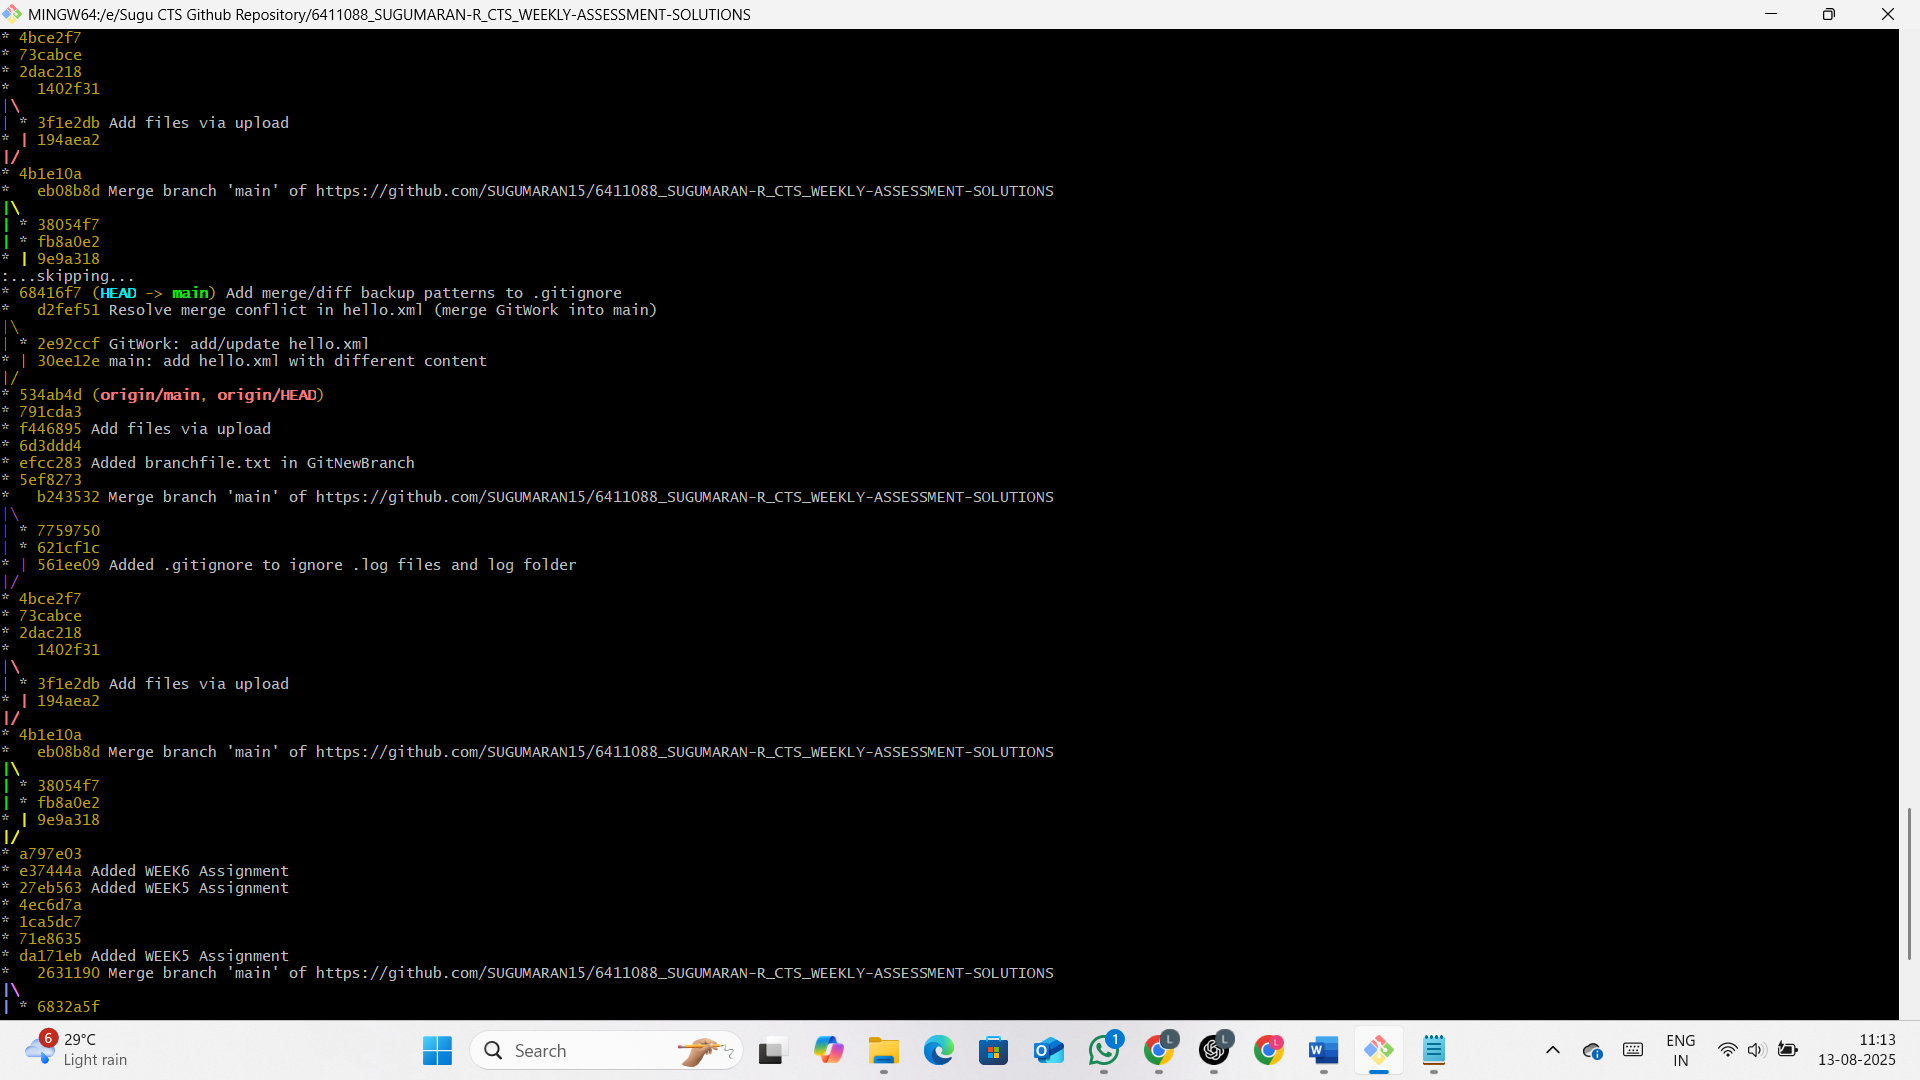 MINGW64:/e/Sugu CTS Github Repository/6411088_SUGUMARAN-R_CTS_WEEKLY-ASSESSMENT-SOLUTIONS
* 4bce2f7
* 73cabce
* 2dac218
*   1402f31
|\
| * 3f1e2db Add files via upload
* | 194aea2
|/
* 4b1e10a
*   eb08b8d Merge branch 'main' of https://github.com/SUGUMARAN15/6411088_SUGUMARAN-R_CTS_WEEKLY-ASSESSMENT-SOLUTIONS
|\
| * 38054f7
| * fb8a0e2
* | 9e9a318
:...skipping...
* 68416f7 (HEAD -> main) Add merge/diff backup patterns to .gitignore
*   d2fef51 Resolve merge conflict in hello.xml (merge GitWork into main)
|\
| * 2e92ccf GitWork: add/update hello.xml
* | 30ee12e main: add hello.xml with different content
|/
* 534ab4d (origin/main, origin/HEAD)
* 791cda3
* f446895 Add files via upload
* 6d3ddd4
* efcc283 Added branchfile.txt in GitNewBranch
* 5ef8273
*   b243532 Merge branch 'main' of https://github.com/SUGUMARAN15/6411088_SUGUMARAN-R_CTS_WEEKLY-ASSESSMENT-SOLUTIONS
|\
| * 7759750
| * 621cf1c
* | 561ee09 Added .gitignore to ignore .log files and log folder
|/
* 4bce2f7
* 73cabce
* 2dac218
*   1402f31
|\
| * 3f1e2db Add files via upload
* | 194aea2
|/
* 4b1e10a
*   eb08b8d Merge branch 'main' of https://github.com/SUGUMARAN15/6411088_SUGUMARAN-R_CTS_WEEKLY-ASSESSMENT-SOLUTIONS
|\
| * 38054f7
| * fb8a0e2
* | 9e9a318
|/
* a797e03
* e37444a Added WEEK6 Assignment
* 27eb563 Added WEEK5 Assignment
* 4ec6d7a
* 1ca5dc7
* 71e8635
* da171eb Added WEEK5 Assignment
*   2631190 Merge branch 'main' of https://github.com/SUGUMARAN15/6411088_SUGUMARAN-R_CTS_WEEKLY-ASSESSMENT-SOLUTIONS
|\
| * 6832a5f
6
29°C
Light rain
Search
1
L
L
L
W
ENG
IN
11:13
13-08-2025